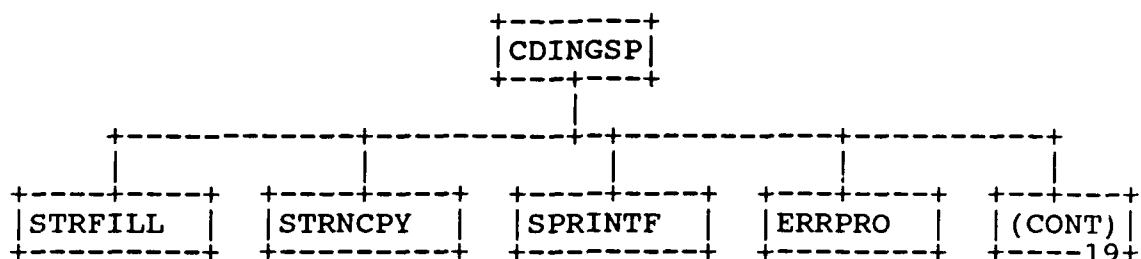 CDINGSP
STRFILL STRNCPY SPRINTF ERRPRO (CONT)
19